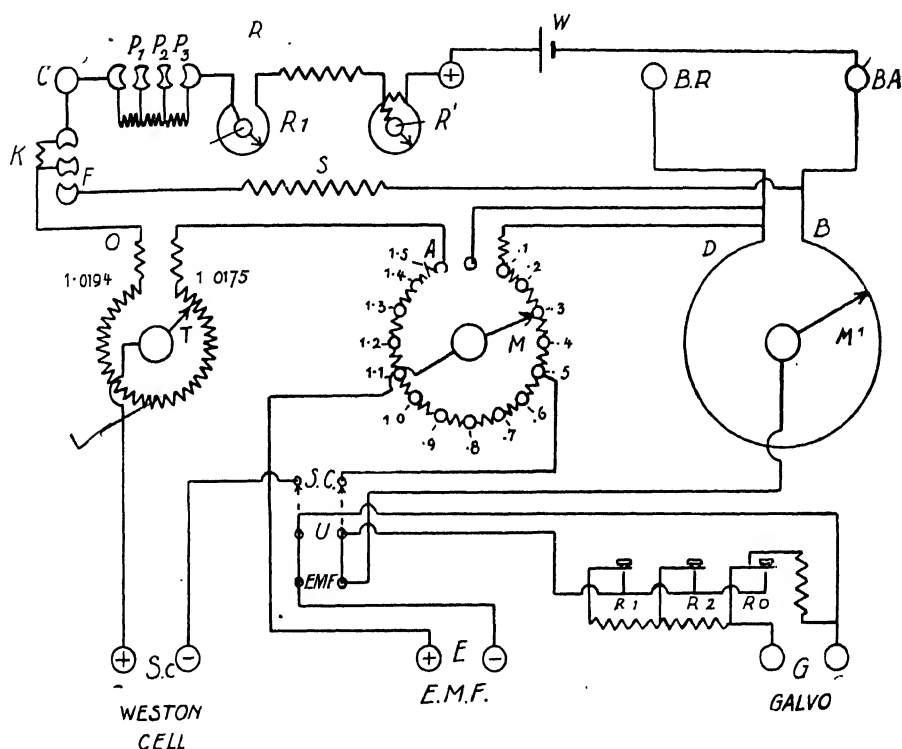 R
W
P1 P2 P3
C
+
B.R
BA
R1
R'
K
F
S
O
D
B
1.0194
1 0175
T
A
1.5
1.4
1.3
1.2
1.1
1 0
.9
.8
.7
.6
.5
.4
.3
.2
.1
M
M1
S.C.
U
EMF
R1
R2
RO
+ S.c −
+ E −
G
WESTON
CELL
E.M.F.
GALVO